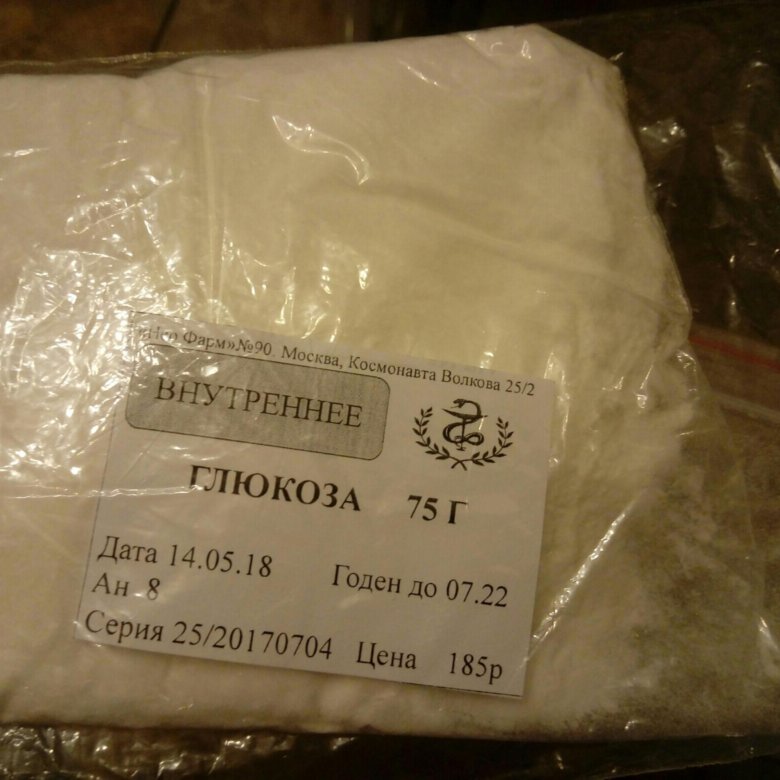 Фарм»№90. Москва, Космонавта Волкова 25/2
ВНУТРЕННЕЕ
ГЛЮКОЗА 75 Г
Дата 14.05.18 Годен до 07.22
Ан 8
Серия 25/20170704 Цена 185р